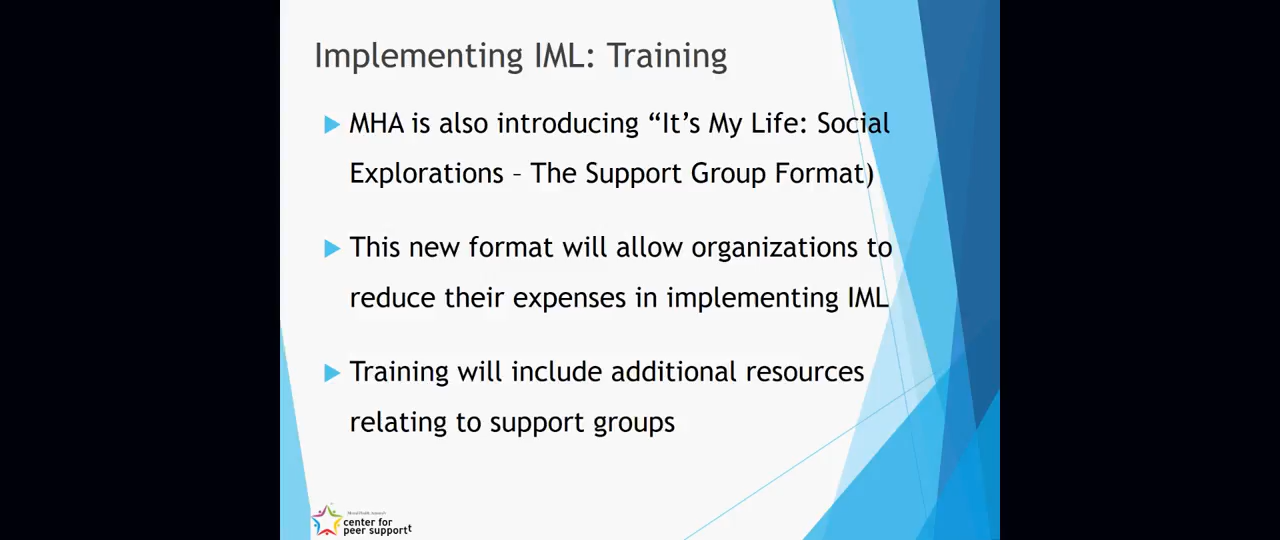 Implementing IML: Training
MHA is also introducing “It’s My Life: Social
Explorations – The Support Group Format)
This new format will allow organizations to
reduce their expenses in implementing IML
Training will include additional resources
relating to support groups
center for
peer support